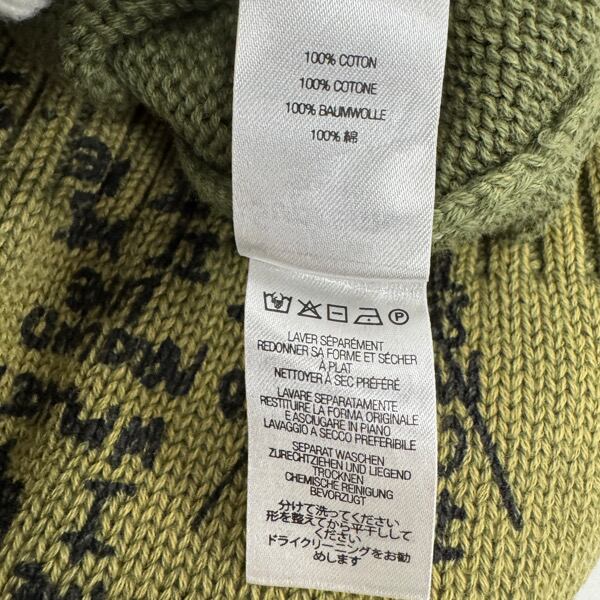 100% COTON
100% COTONE
100% BAUMWOLLE
100% 綿
P
LAVER SÉPARÉMENT
REDONNER SA FORME ET SÉCHER
À PLAT
NETTOYER À SEC PRÉFÉRÉ
LAVARE SEPARATAMENTE
RESTITUIRE LA FORMA ORIGINALE
E ASCIUGARE IN PIANO
LAVAGGIO A SECCO PREFERIBILE
SEPARAT WASCHEN
ZURECHTZIEHEN UND LIEGEND
TROCKNEN
CHEMISCHE REINIGUNG
BEVORZUGT
分けて洗ってください
形を整えてから平干ししてください
ドライクリーニングをお勧めします